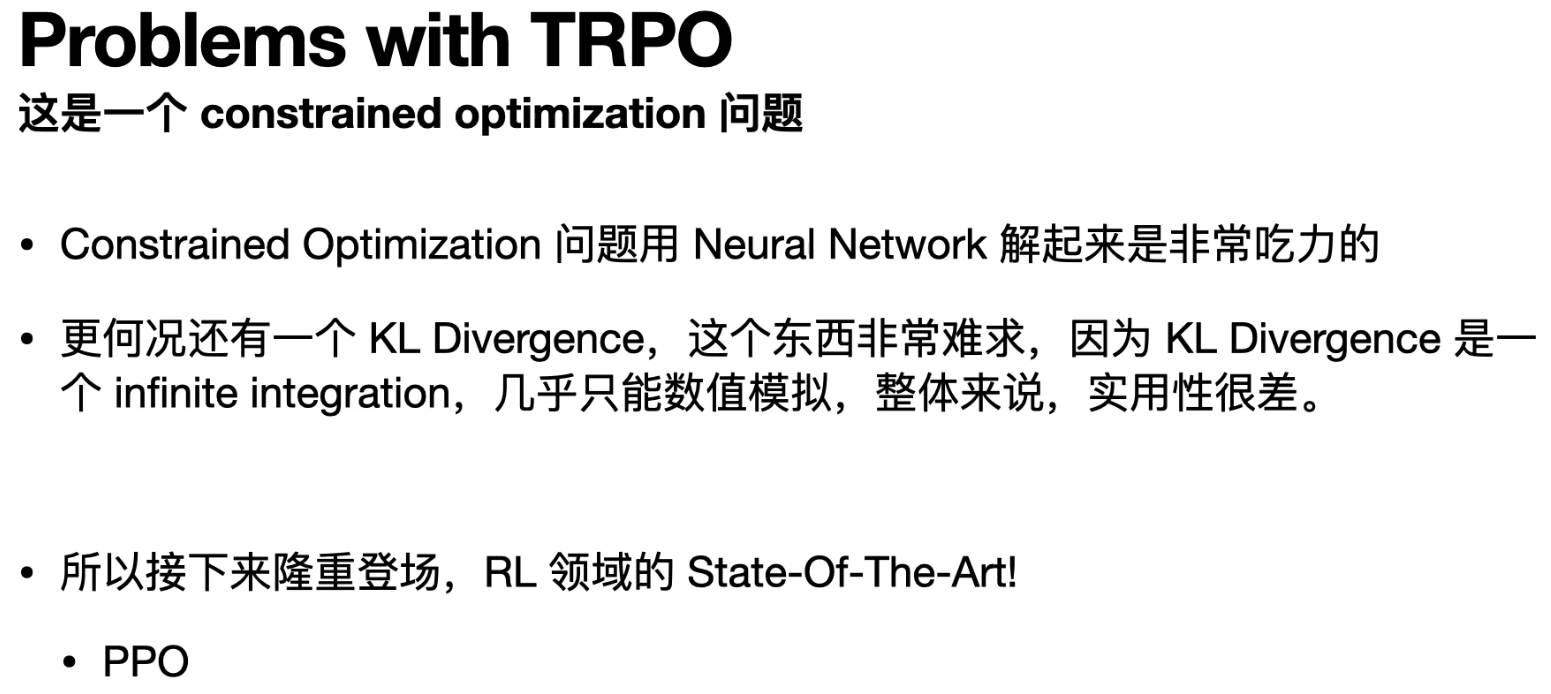 Problems with TRPO
这是一个 constrained optimization 问题
• Constrained Optimization 问题用 Neural Network 解起来是非常吃力的
• 更何况还有一个 KL Divergence，这个东西非常难求，因为 KL Divergence 是一
个 infinite integration，几乎只能数值模拟，整体来说，实用性很差。
• 所以接下来隆重登场，RL 领域的 State-Of-The-Art!
• PPO